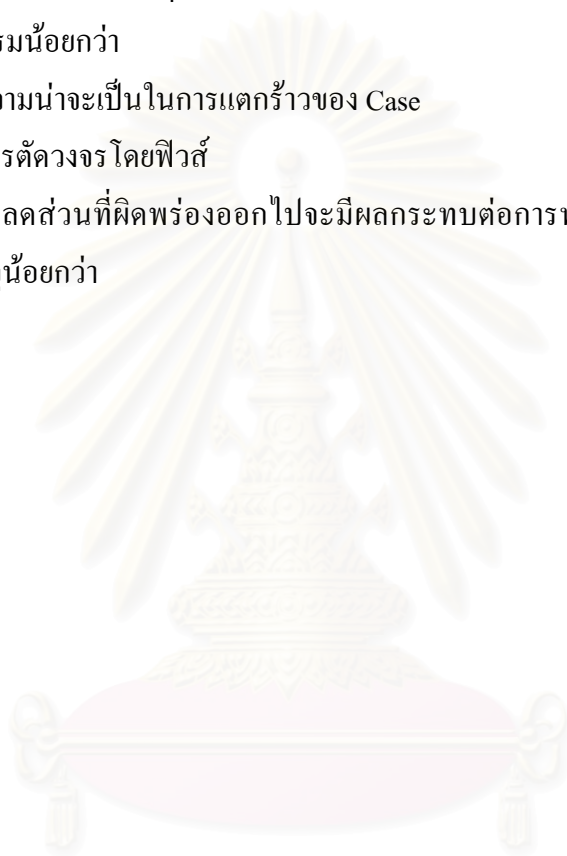 รมน้อยกว่า
วามน่าจะเป็นในการแตกร้าวของ Case
รตัดวงจรโดยฟิวส์
ลดส่วนที่ผิดพร่องออกไปจะมีผลกระทบต่อการท
น้อยกว่า